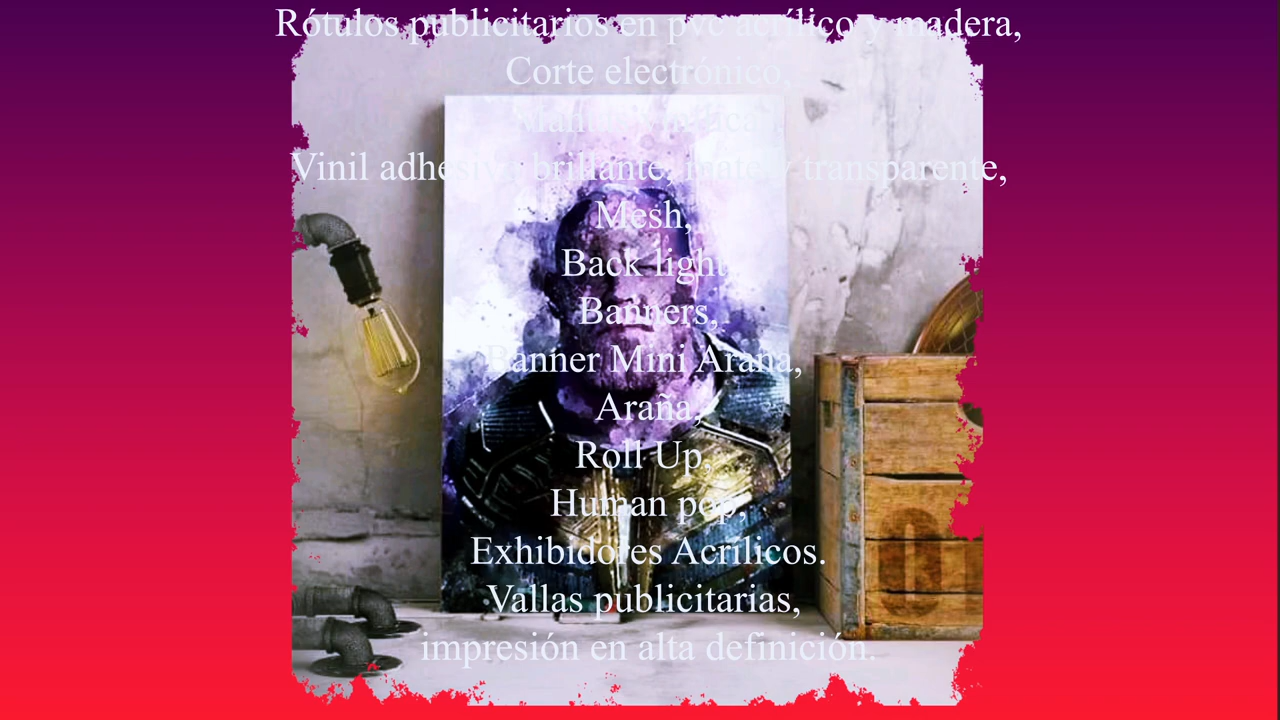 Rótulos publicitarios en pvc acrílico y madera,
Corte electrónico,
Vinil adhesivo brillante, mate y transparente,
Mesh,
Back light
Banners,
Banner Mini Araña,
Araña,
Roll Up,
Human pop,
Exhibidores Acrílicos.
Vallas publicitarias,
impresión en alta definición.